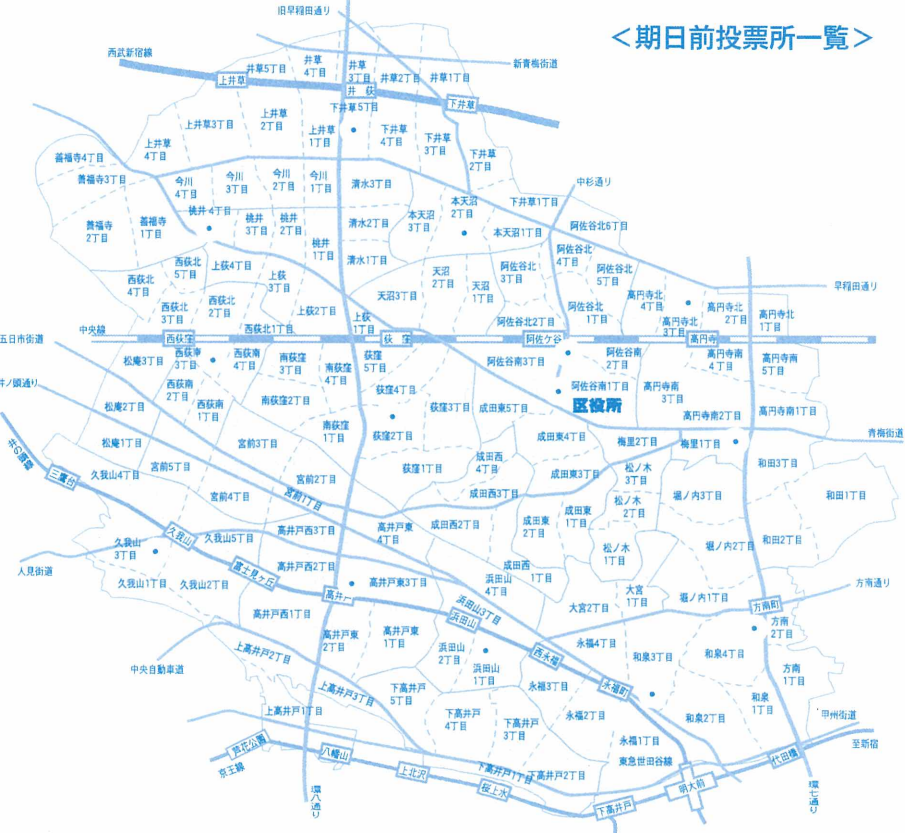 旧早稲田通り
＜期日前投票所一覧＞
西武新宿線
新青梅街道
井草5丁目
井草
4丁目
井草
3丁目
井草2丁目
井草1丁目
上井草
井荻
下井草
下井草5丁目
上井草3丁目
上井草
2丁目
上井草
1丁目
下井草
4丁目
下井草
3丁目
下井草
2丁目
上井草
4丁目
善福寺4丁目
善福寺3丁目
今川
4丁目
今川
3丁目
今川
2丁目
今川
1丁目
清水3丁目
中杉通り
本天沼
2丁目
下井草1丁目
桃井4丁目
桃井
3丁目
桃井
2丁目
清水2丁目
本天沼
3丁目
本天沼1丁目
阿佐谷北6丁目
善福寺
2丁目
善福寺
1丁目
桃井
1丁目
清水1丁目
阿佐谷北
4丁目
西荻北
5丁目
上荻4丁目
西荻北
4丁目
上荻
3丁目
天沼
2丁目
天沼
1丁目
阿佐谷北
3丁目
阿佐谷北
5丁目
早稲田通り
西荻北
3丁目
西荻北
2丁目
上荻2丁目
天沼3丁目
阿佐谷北
1丁目
高円寺北
4丁目
高円寺北
2丁目
高円寺北
1丁目
西荻北1丁目
上荻
1丁目
阿佐谷北2丁目
高円寺北
3丁目
五日市街道
中央線
西荻窪
荻窪
阿佐ケ谷
高円寺
松庵3丁目
西荻南
3丁目
西荻南
4丁目
南荻窪
3丁目
南荻窪
4丁目
荻窪
5丁目
阿佐谷南3丁目
阿佐谷南
2丁目
高円寺南
4丁目
高円寺南
5丁目
井ノ頭通り
西荻南
2丁目
荻窪4丁目
阿佐谷南1丁目
高円寺南
3丁目
松庵2丁目
西荻南
1丁目
南荻窪2丁目
荻窪3丁目
成田東5丁目
区役所
高円寺南2丁目
高円寺南1丁目
青梅街道
松庵1丁目
宮前3丁目
南荻窪
1丁目
荻窪2丁目
成田東4丁目
梅里2丁目
梅里1丁目
井の頭線
三鷹台
久我山4丁目
宮前5丁目
宮前2丁目
荻窪1丁目
成田西
4丁目
成田東3丁目
松ノ木
3丁目
和田3丁目
宮前4丁目
宮前1丁目
成田西3丁目
松ノ木
2丁目
堀ノ内3丁目
和田1丁目
久我山
久我山5丁目
高井戸西3丁目
高井戸東
4丁目
成田西2丁目
成田東
2丁目
成田東
1丁目
久我山
3丁目
松ノ木
1丁目
堀ノ内2丁目
和田2丁目
人見街道
富士見ヶ丘
高井戸西2丁目
成田西
1丁目
久我山1丁目
久我山2丁目
高井戸
高井戸東3丁目
浜田山
4丁目
大宮
1丁目
方南通り
高井戸西1丁目
浜田山3丁目
大宮2丁目
堀ノ内1丁目
方南町
浜田山
高井戸東
2丁目
高井戸東
1丁目
永福4丁目
方南
2丁目
中央自動車道
上高井戸2丁目
浜田山
2丁目
浜田山
1丁目
西永福
和泉3丁目
和泉4丁目
方南
1丁目
上高井戸3丁目
下高井戸
5丁目
永福3丁目
永福町
和泉
1丁目
上高井戸1丁目
下高井戸
4丁目
下高井戸
3丁目
永福2丁目
和泉2丁目
甲州街道
芦花公園
京王線
八幡山
上北沢
桜上水
下高井戸1丁目
下高井戸2丁目
永福1丁目
東急世田谷線
至新宿
代田橋
明大前
下高井戸
環八通り
環七通り